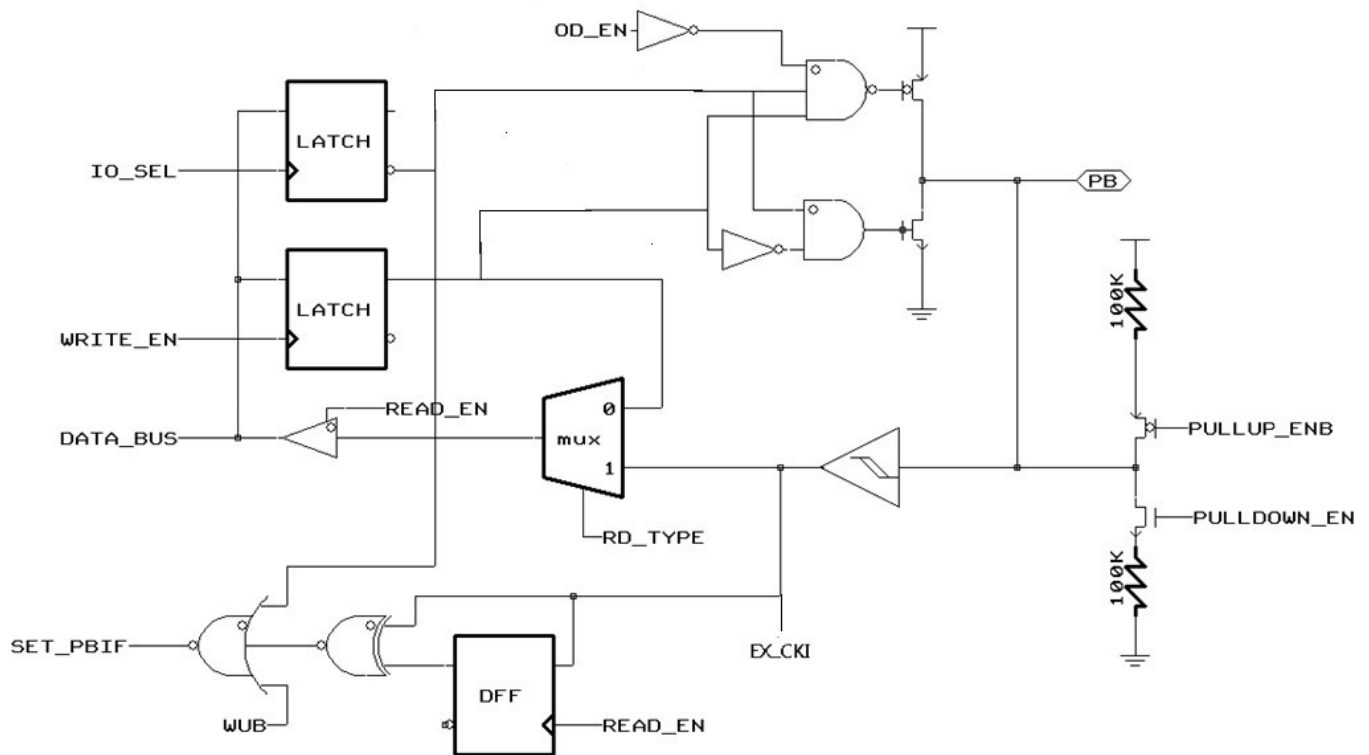 OD_EN
LATCH
IO_SEL
PB
LATCH
WRITE_EN
100K
READ_EN
0
DATA_BUS
mux
PULLUP_ENB
1
PULLDOWN_EN
RD_TYPE
100K
SET_PBIF
EX_CKI
DFF
WUB
READ_EN